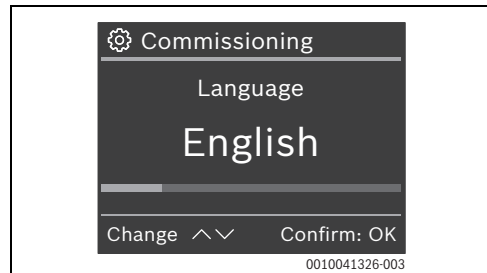 Commissioning
Language
English
Change Confirm: OK
0010041326-003